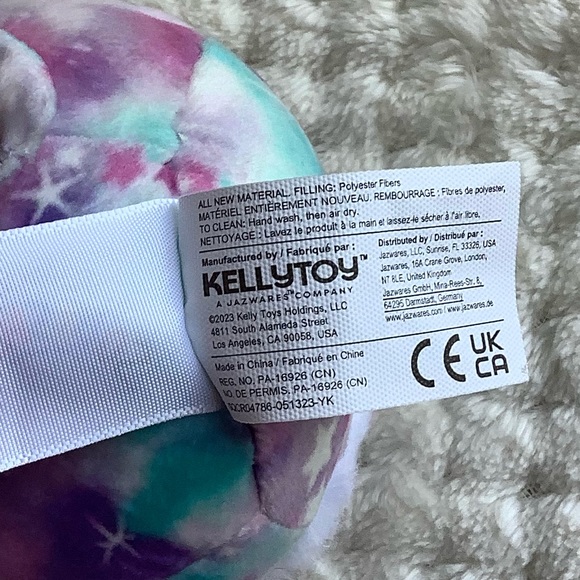 ALL NEW MATERIAL. FILLING: Polyester Fibers
MATÉRIEL ENTIÈREMENT NOUVEAU. REMBOURRAGE : Fibres de polyester,
TO CLEAN: Hand wash, then air dry.
NETTOYAGE : Lavez le produit à la main et laissez-le sécher à l'air libre.
Manufactured by / Fabriqué par :
KELLYTOY™
A JAZWARES COMPANY
©2023 Kelly Toys Holdings, LLC
4811 South Alameda Street
Los Angeles, CA 90058, USA
Distributed by / Distribué par :
Jazwares, LLC, Sunrise, FL 33326, USA
Jazwares, 16A Crane Grove, London,
N7 8LE, United Kingdom
Jazwares GmbH, Mina-Rees-Str. 8,
64295 Darmstadt, Germany
www.jazwares.com / www.jazwares.de
Made in China / Fabriqué en Chine
REG. NO. PA-16926 (CN)
NO. DE PERMIS. PA-16926 (CN)
CE UK
CA